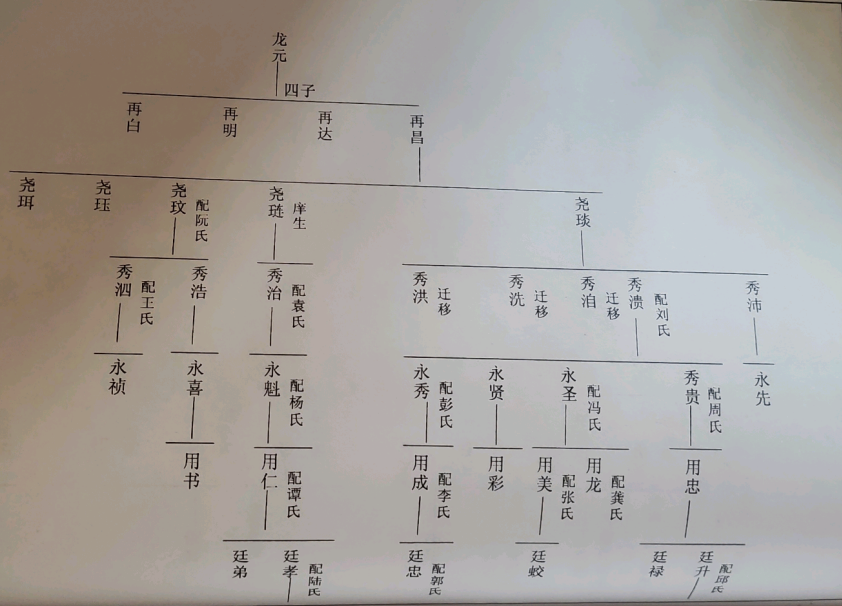 龙元
四子
再白
再明
再达
再昌
尧珥
尧珏
尧玟
配阮氏
尧琏
庠生
尧琰
秀泗
配王氏
秀浩
秀治
配袁氏
秀洪
迁移
秀洗
迁移
秀洎
迁移
秀溃
配刘氏
秀沛
永祯
永喜
永魁
配杨氏
永秀
配彭氏
永贤
永圣
配冯氏
秀贵
配周氏
永先
用书
用仁
配谭氏
用成
配李氏
用彩
用美
配张氏
用龙
配龚氏
用忠
廷弟
廷孝
配陆氏
廷忠
配郭氏
廷蛟
廷禄
廷升
配邱氏